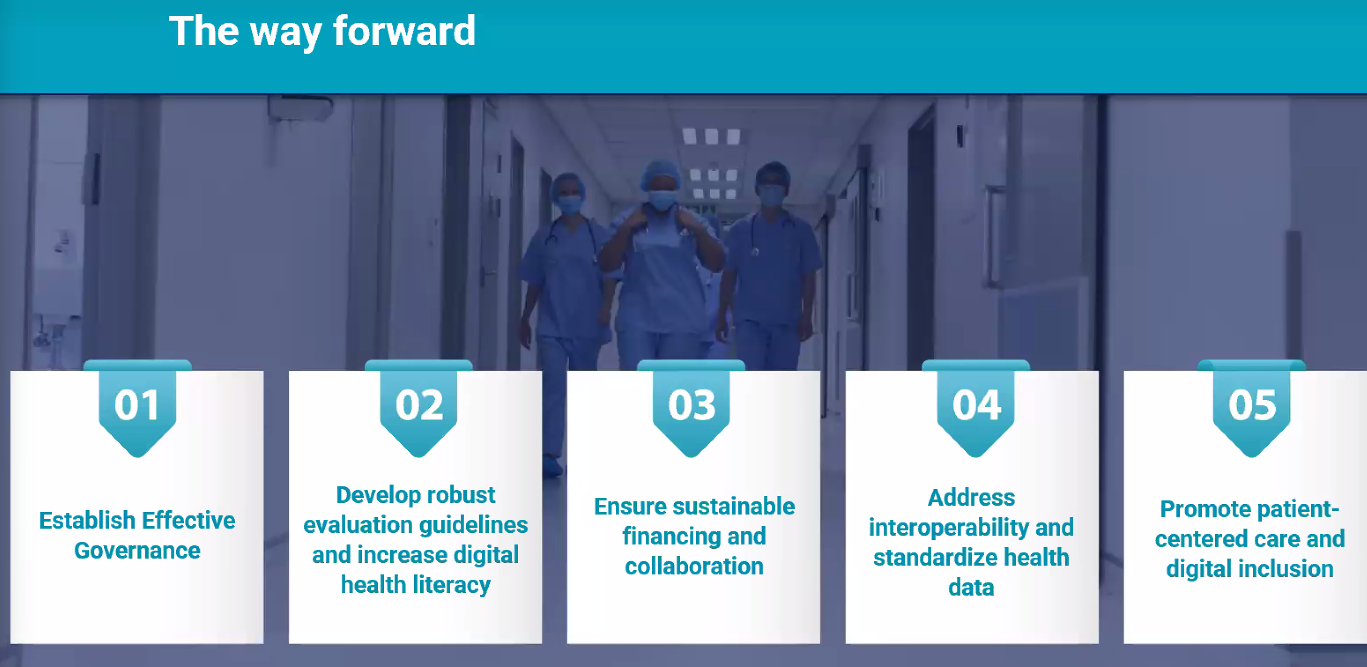 The way forward
01
Establish Effective
Governance
02
Develop robust
evaluation guidelines
and increase digital
health literacy
03
Ensure sustainable
financing and
collaboration
04
Address
interoperability and
standardize health
data
05
Promote patient-
centered care and
digital inclusion